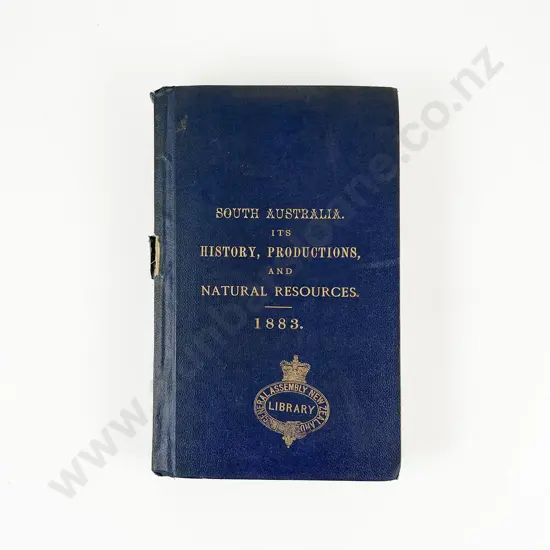 SOUTH AUSTRALIA.
ITS
HISTORY, PRODUCTIONS,
AND
NATURAL RESOURCES.
1883.
GENERAL ASSEMBLY NEW ZEALAND
LIBRARY